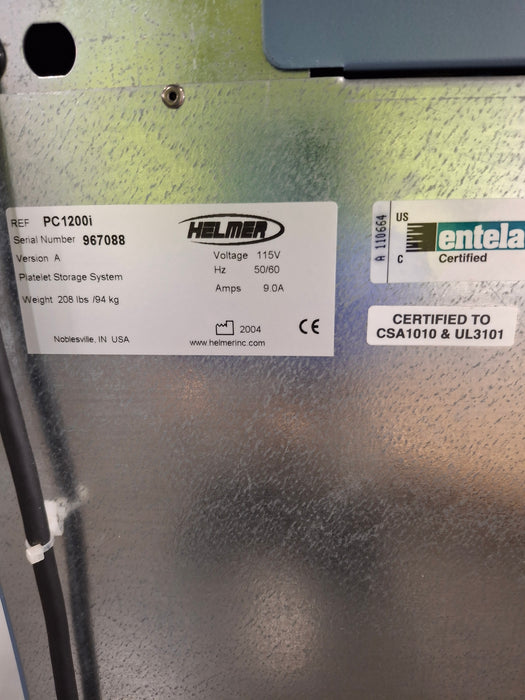 REF PC1200i
Serial Number 967088
Version A
Platelet Storage System
Weight 208 lbs /94 kg
Noblesville, IN USA
HELMER
Voltage 115V
Hz 50/60
Amps 9.0A
2004
CE
www.helmerinc.com
A 110664
US
C
entela
Certified
CERTIFIED TO
CSA1010 & UL3101